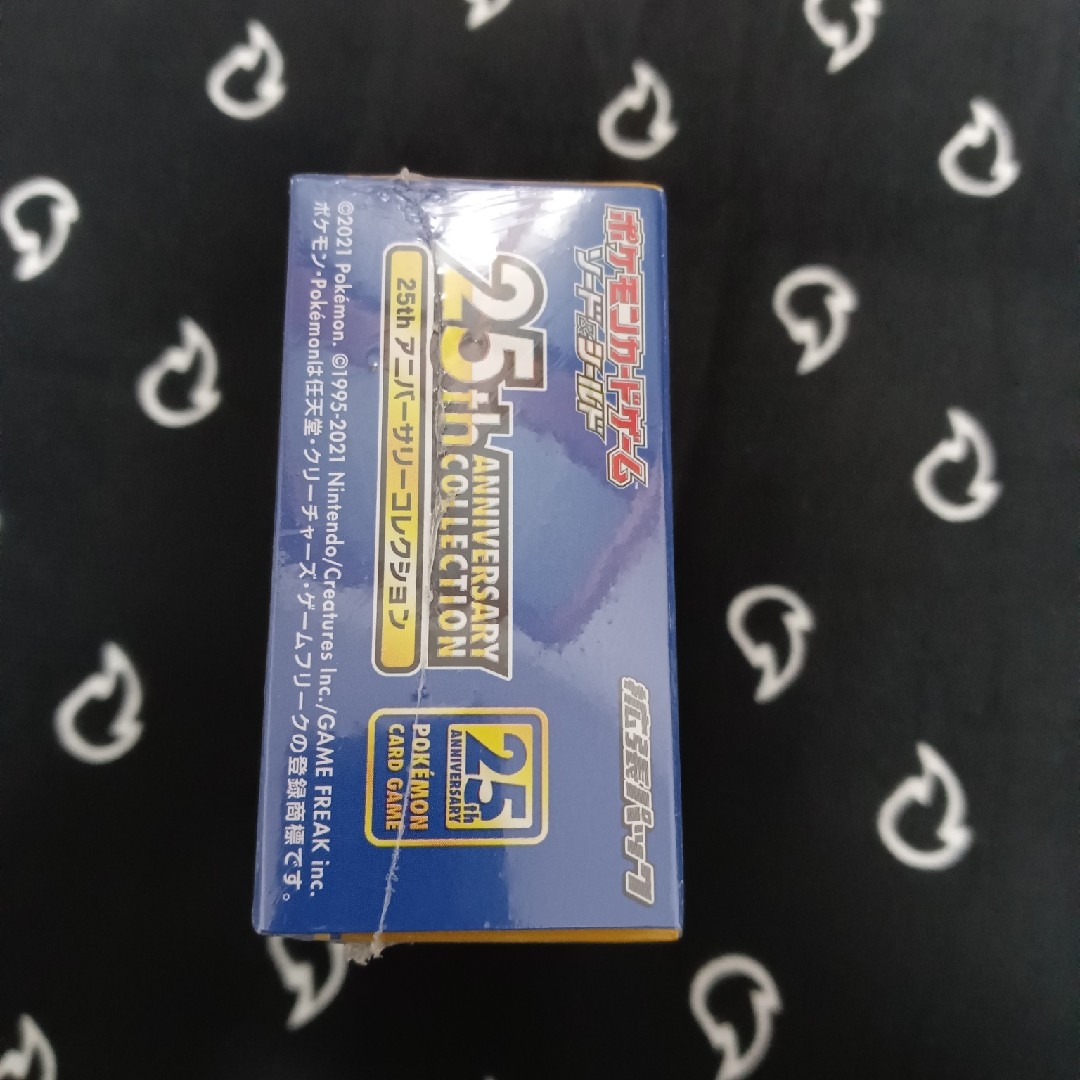 ポケモンカードゲーム
ソード&シールド
拡張パック
25th ANNIVERSARY
COLLECTION
25th アニバーサリーコレクション
25th
ANNIVERSARY
POKÉMON
CARD GAME
©2021 Pokémon. ©1995-2021 Nintendo/Creatures Inc./GAME FREAK inc.
ポケモン・Pokémonは任天堂・クリーチャーズ・ゲームフリークの登録商標です。